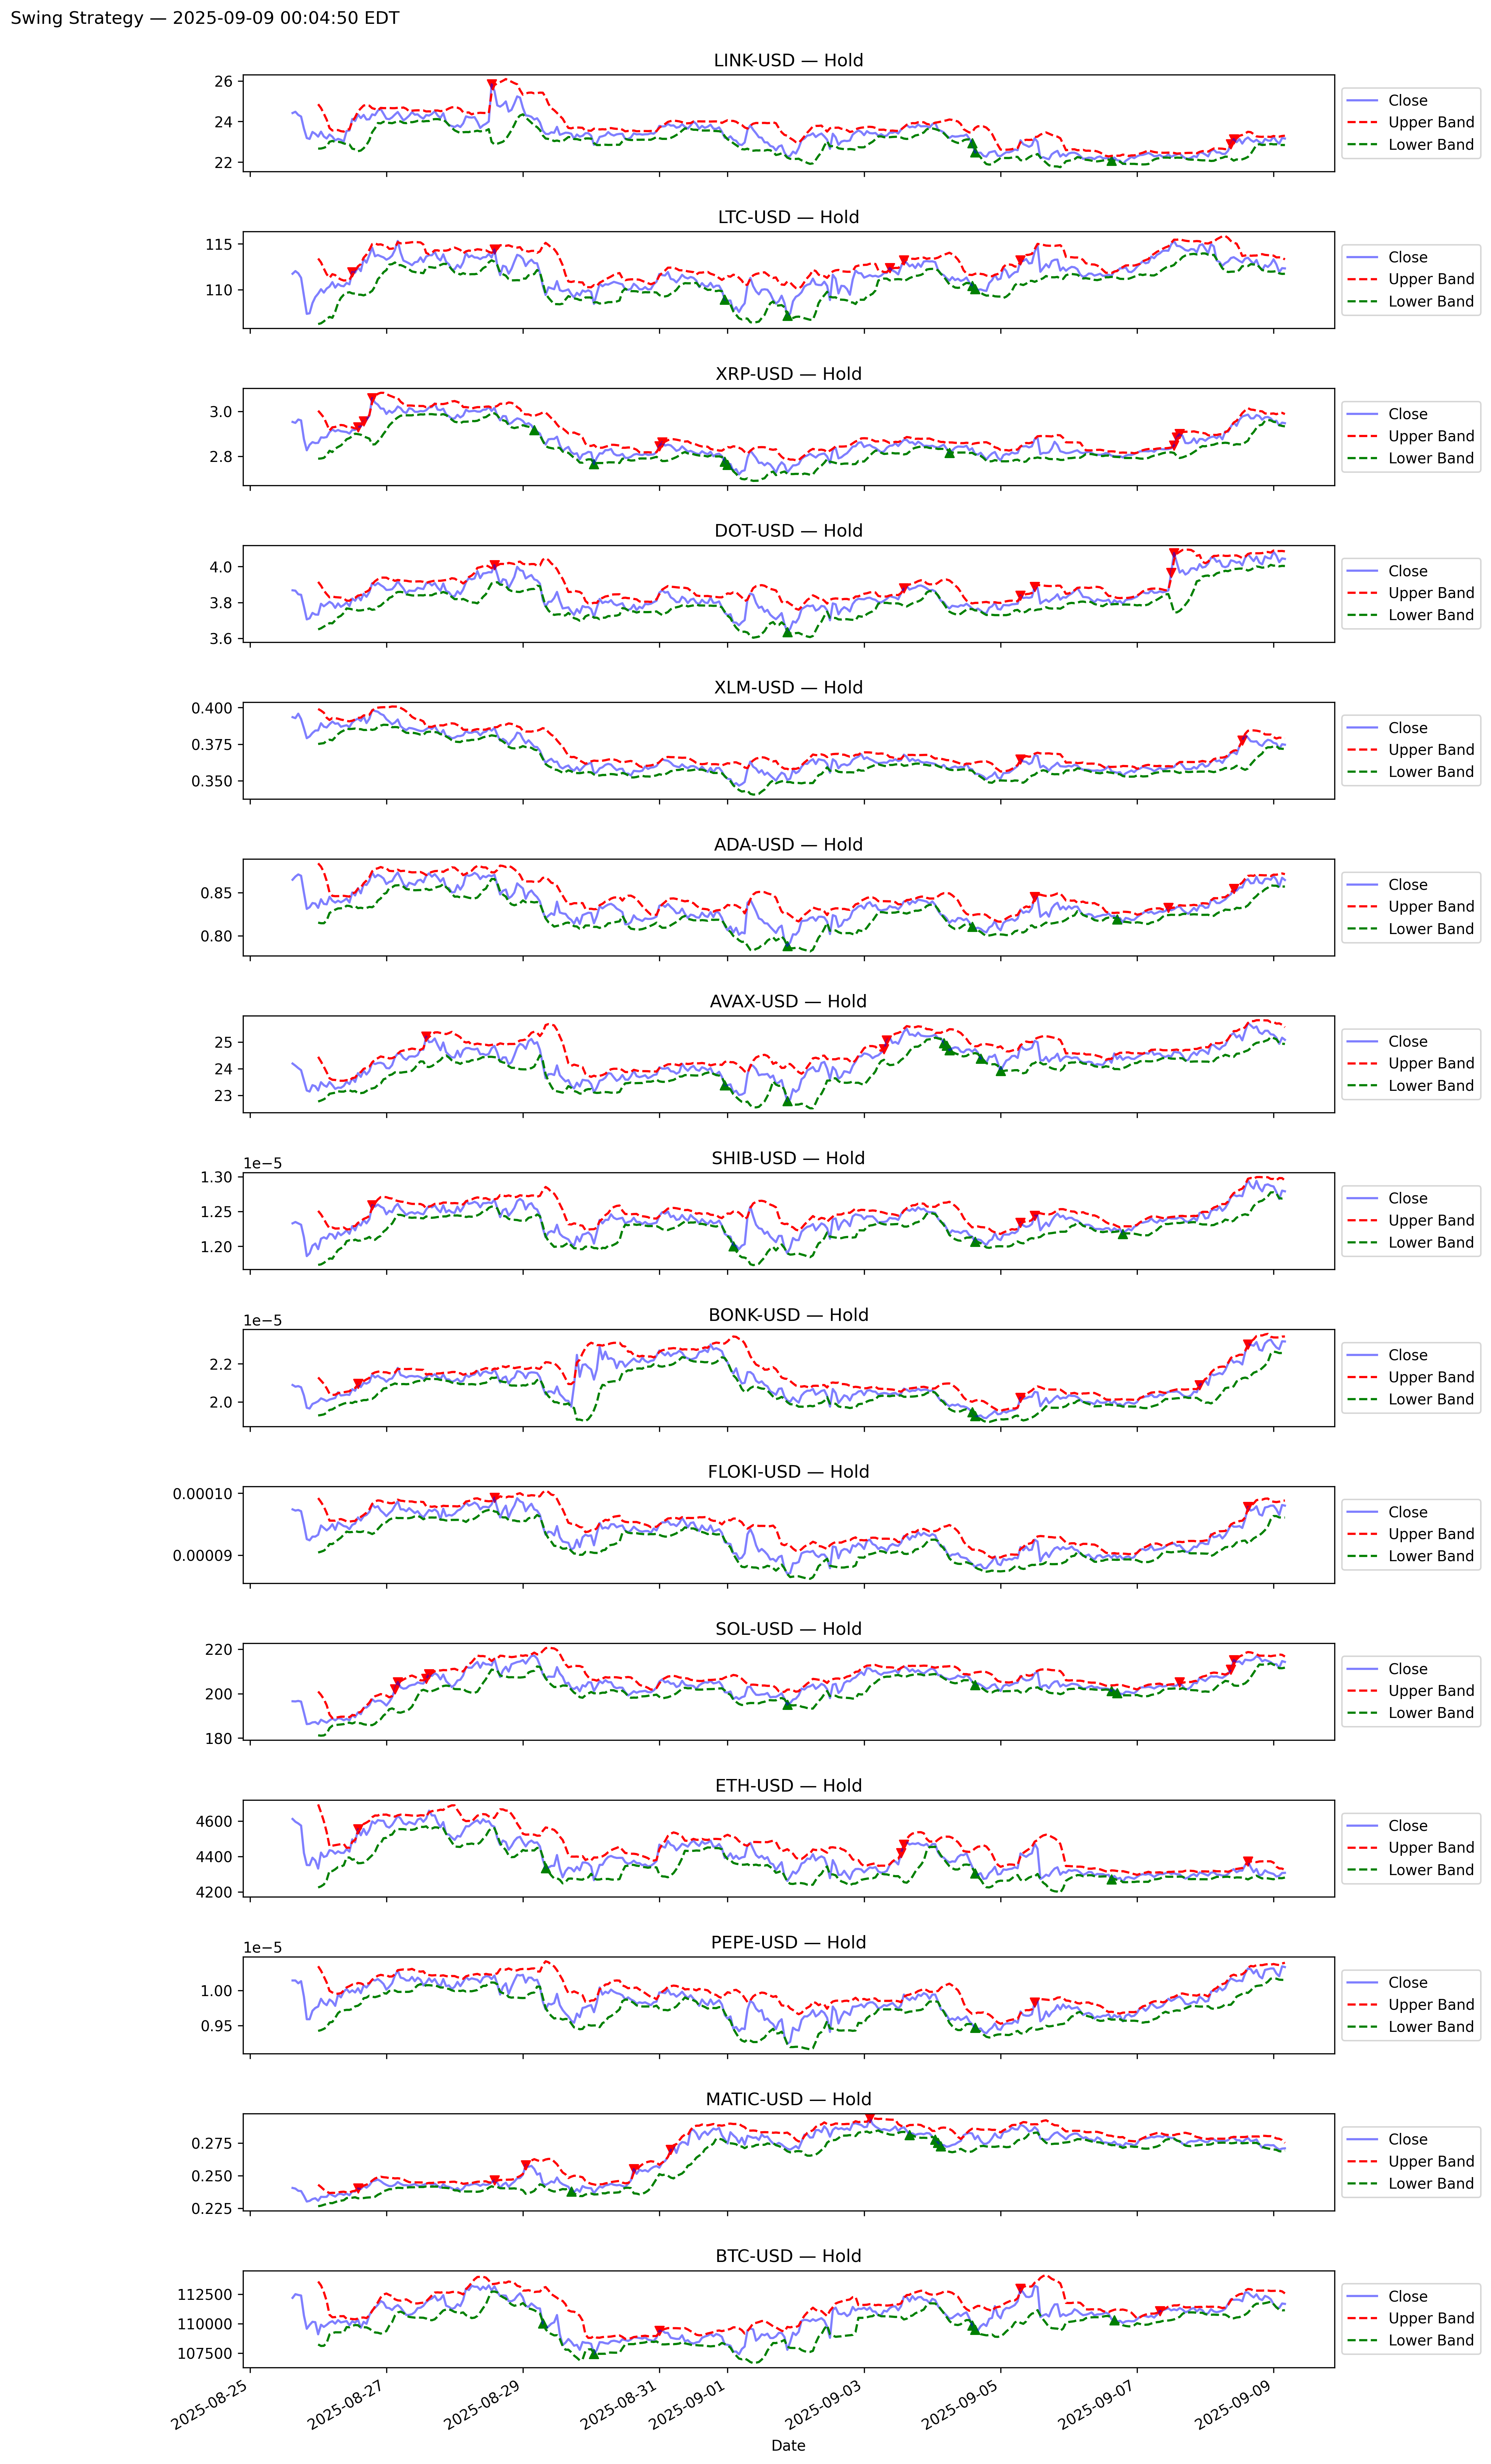 Swing Strategy — 2025-09-09 00:04:50 EDT
LINK-USD — Hold
26
24
22
Close
Upper Band
Lower Band
LTC-USD — Hold
115
110
Close
Upper Band
Lower Band
XRP-USD — Hold
3.0
2.8
Close
Upper Band
Lower Band
DOT-USD — Hold
4.0
3.8
3.6
Close
Upper Band
Lower Band
XLM-USD — Hold
0.400
0.375
0.350
Close
Upper Band
Lower Band
ADA-USD — Hold
0.85
0.80
Close
Upper Band
Lower Band
AVAX-USD — Hold
25
24
23
Close
Upper Band
Lower Band
SHIB-USD — Hold
1e−5
1.30
1.25
1.20
Close
Upper Band
Lower Band
BONK-USD — Hold
1e−5
2.2
2.0
Close
Upper Band
Lower Band
FLOKI-USD — Hold
0.00010
0.00009
Close
Upper Band
Lower Band
SOL-USD — Hold
220
200
180
Close
Upper Band
Lower Band
ETH-USD — Hold
4600
4400
4200
Close
Upper Band
Lower Band
PEPE-USD — Hold
1e−5
1.00
0.95
Close
Upper Band
Lower Band
MATIC-USD — Hold
0.275
0.250
0.225
Close
Upper Band
Lower Band
BTC-USD — Hold
112500
110000
107500
Close
Upper Band
Lower Band
2025-08-25
2025-08-27
2025-08-29
2025-08-31
2025-09-01
2025-09-03
2025-09-05
2025-09-07
2025-09-09
Date